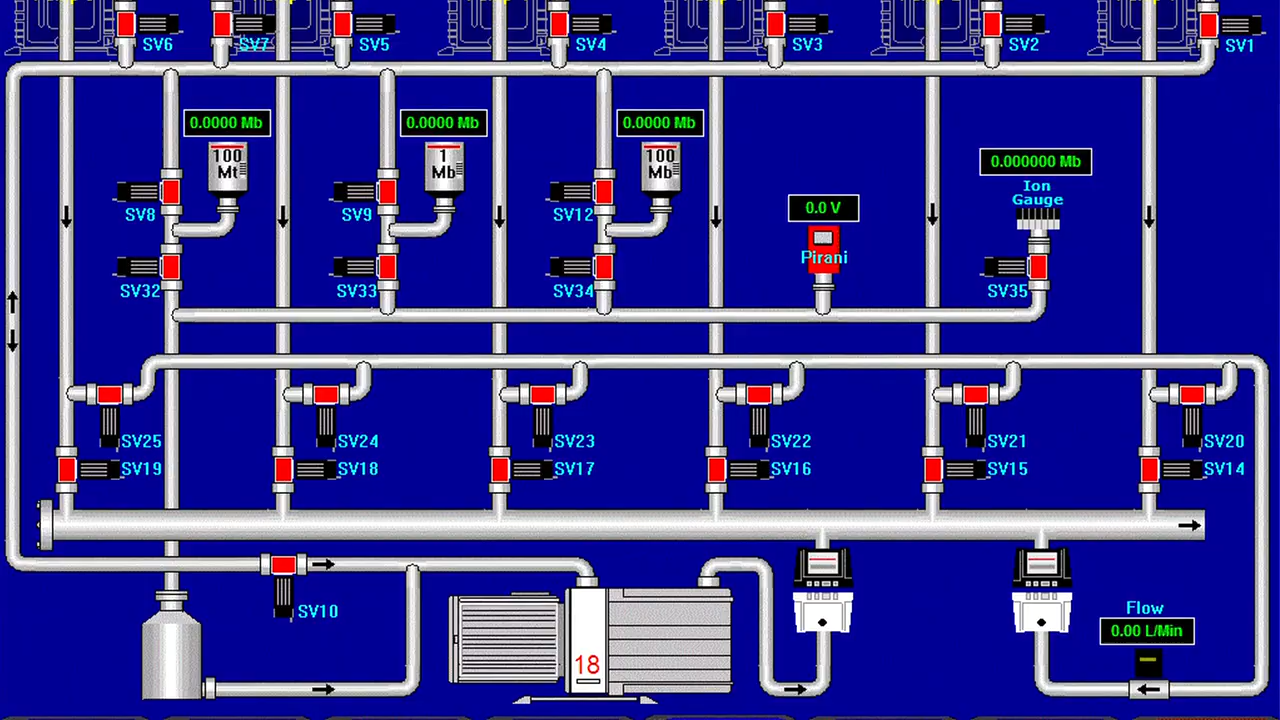 SV6
SV7
SV5
SV4
SV3
SV2
SV1
0.0000 Mb
0.0000 Mb
0.0000 Mb
100
Mt
1
Mb
100
Mb
0.000000 Mb
Ion
Gauge
SV8
SV9
SV12
0.0 V
Pirani
SV32
SV33
SV34
SV35
SV25
SV24
SV23
SV22
SV21
SV20
SV19
SV18
SV17
SV16
SV15
SV14
SV10
18
Flow
0.00 L/Min